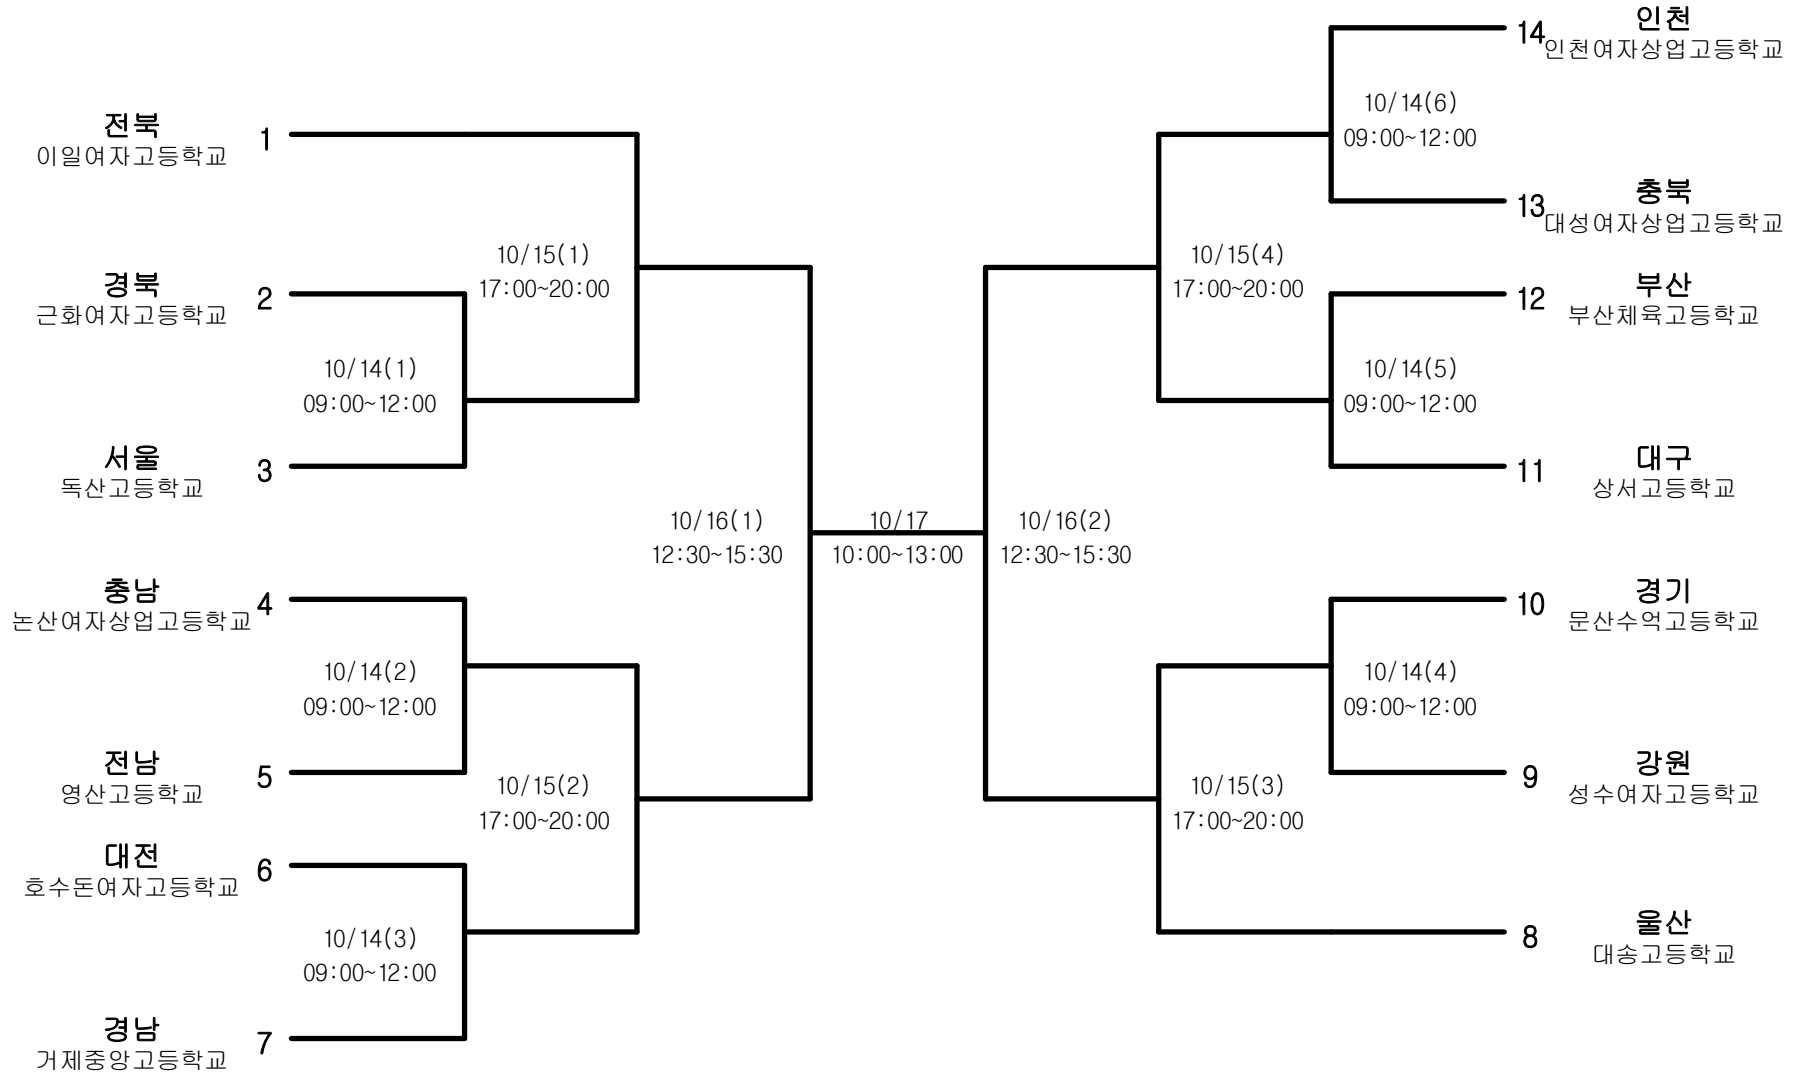 전북
이일여자고등학교
1
경북
근화여자고등학교
2
10/14(1)
09:00~12:00
10/15(1)
17:00~20:00
서울
독산고등학교
3
충남
논산여자상업고등학교
4
10/14(2)
09:00~12:00
전남
영산고등학교
5
10/15(2)
17:00~20:00
대전
호수돈여자고등학교
6
10/14(3)
09:00~12:00
경남
거제중앙고등학교
7
10/16(1)
12:30~15:30
10/17
10:00~13:00
10/16(2)
12:30~15:30
14
인천
인천여자상업고등학교
10/14(6)
09:00~12:00
13
충북
대성여자상업고등학교
10/15(4)
17:00~20:00
12
부산
부산체육고등학교
10/14(5)
09:00~12:00
11
대구
상서고등학교
10
경기
문산수억고등학교
10/14(4)
09:00~12:00
9
강원
성수여자고등학교
10/15(3)
17:00~20:00
8
울산
대송고등학교